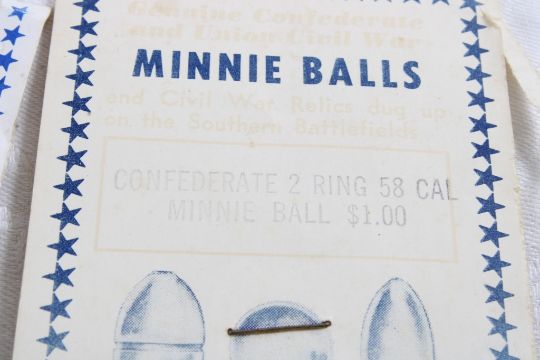 Genuine Confederate
and Union Civil War
MINNIE BALLS
and Civil War Relics dug up
on the Southern Battlefields
CONFEDERATE 2 RING 58 CAL
MINNIE BALL $1.00